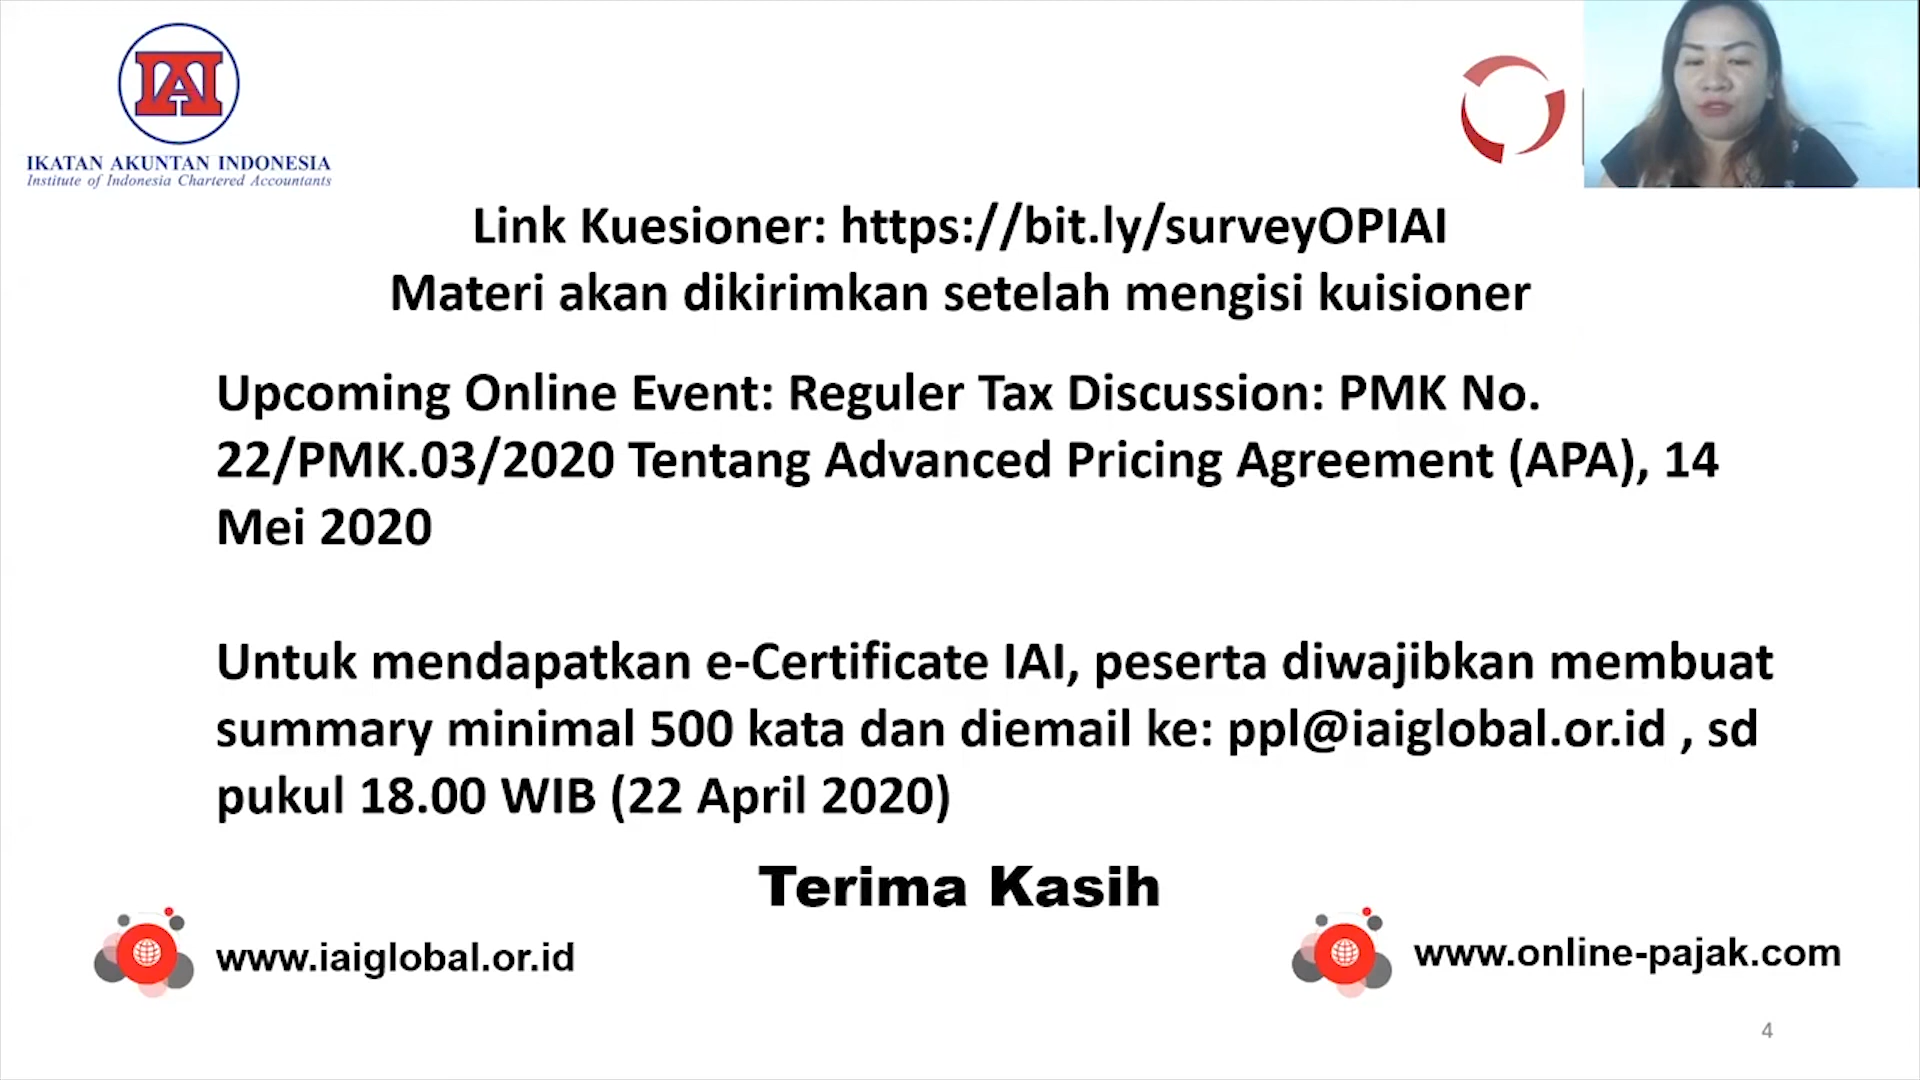 IAI
IKATAN AKUNTAN INDONESIA
Institute of Indonesia Chartered Accountants
Link Kuesioner: https://bit.ly/surveyOPIAI
Materi akan dikirimkan setelah mengisi kuisioner
Upcoming Online Event: Reguler Tax Discussion: PMK No.
22/PMK.03/2020 Tentang Advanced Pricing Agreement (APA), 14
Mei 2020
Untuk mendapatkan e-Certificate IAI, peserta diwajibkan membuat
summary minimal 500 kata dan diemail ke: ppl@iaiglobal.or.id , sd
pukul 18.00 WIB (22 April 2020)
Terima Kasih
www.iaiglobal.or.id
www.online-pajak.com
4